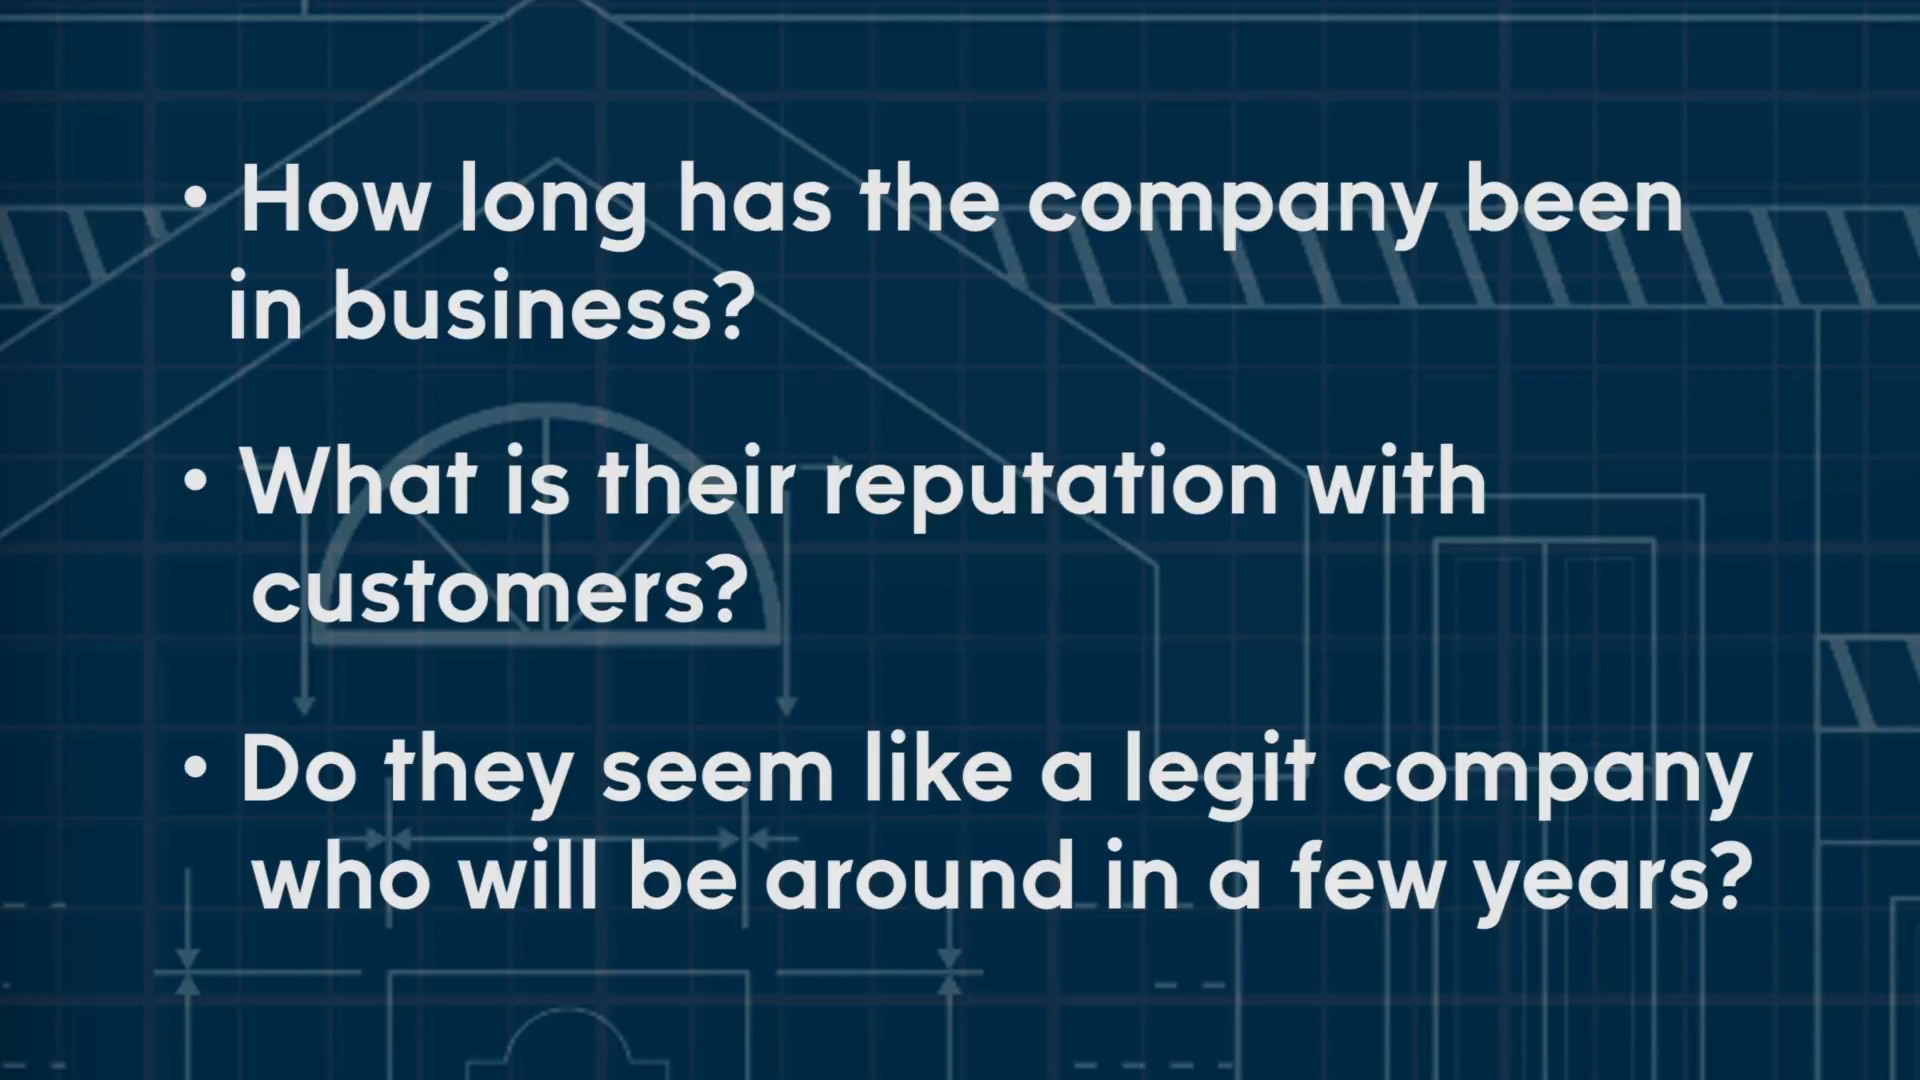 • How long has the company been
in business?
• What is their reputation with
customers?
• Do they seem like a legit company
who will be around in a few years?